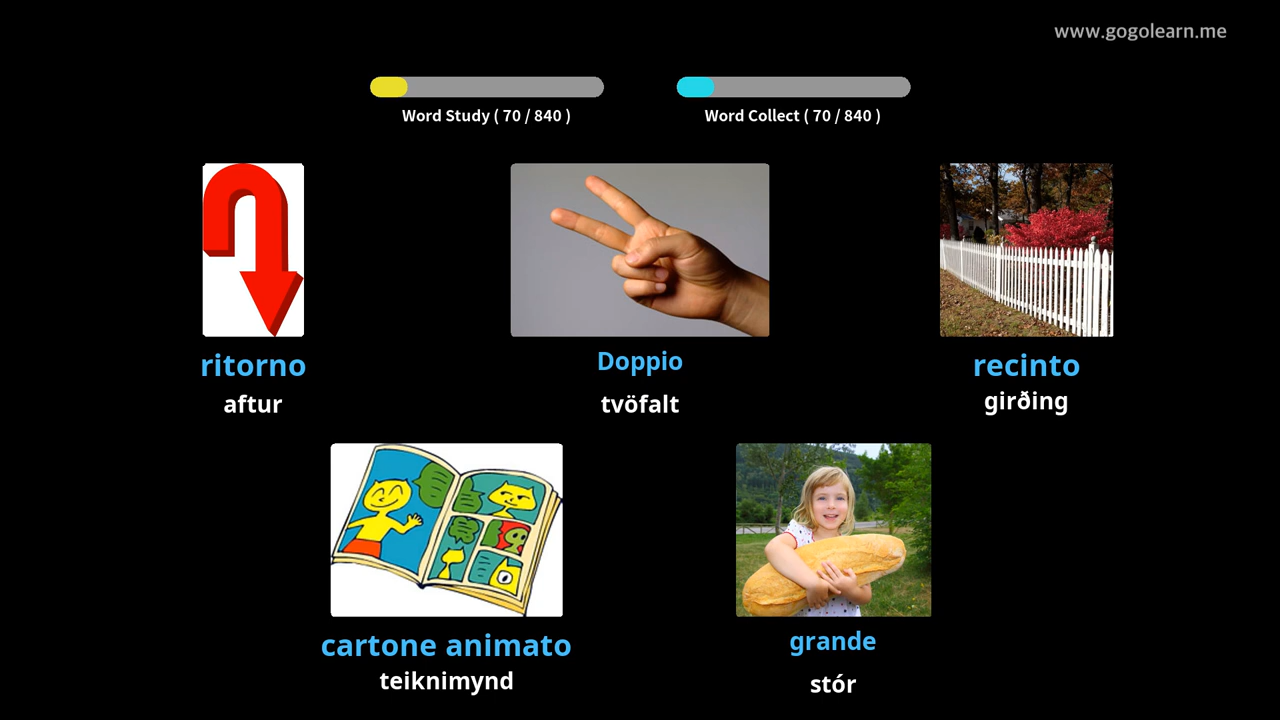 www.gogolearn.me
Word Study ( 70 / 840 )
Word Collect ( 70 / 840 )
ritorno
aftur
Doppio
tvöfalt
recinto
girðing
cartone animato
teiknimynd
grande
stór